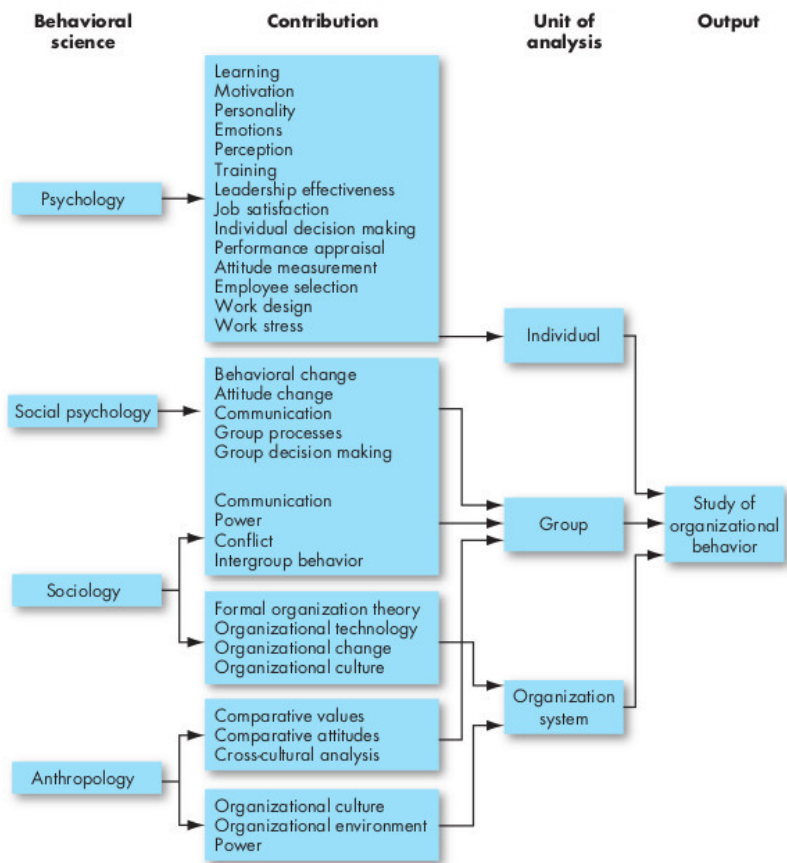 Behavioral
science
Contribution
Unit of
analysis
Output
Psychology
Learning
Motivation
Personality
Emotions
Perception
Training
Leadership effectiveness
Job satisfaction
Individual decision making
Performance appraisal
Attitude measurement
Employee selection
Work design
Work stress
Individual
Social psychology
Behavioral change
Attitude change
Communication
Group processes
Group decision making
Communication
Power
Conflict
Intergroup behavior
Group
Study of
organizational
behavior
Sociology
Formal organization theory
Organizational technology
Organizational change
Organizational culture
Organization
system
Anthropology
Comparative values
Comparative attitudes
Cross-cultural analysis
Organizational culture
Organizational environment
Power